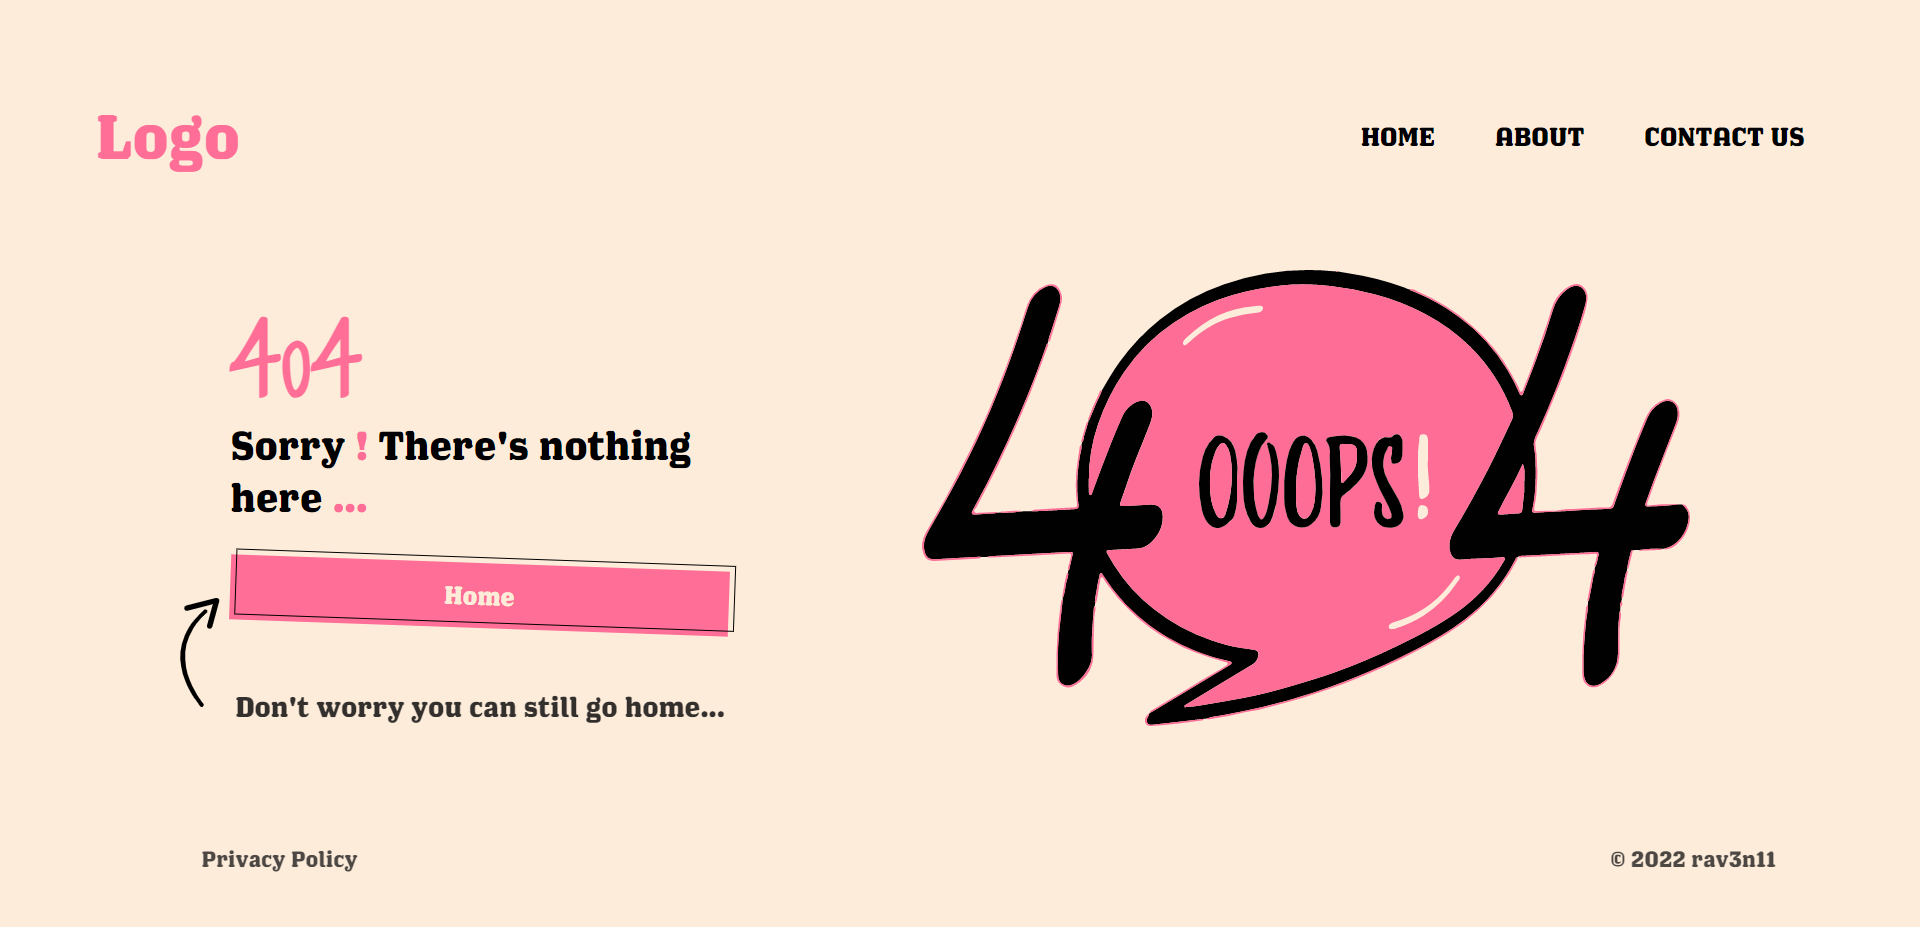 Logo
HOME ABOUT CONTACT US
404
Sorry ! There's nothing
here ...
Home
Don't worry you can still go home...
4 OOOPS! 4
Privacy Policy
© 2022 rav3n11